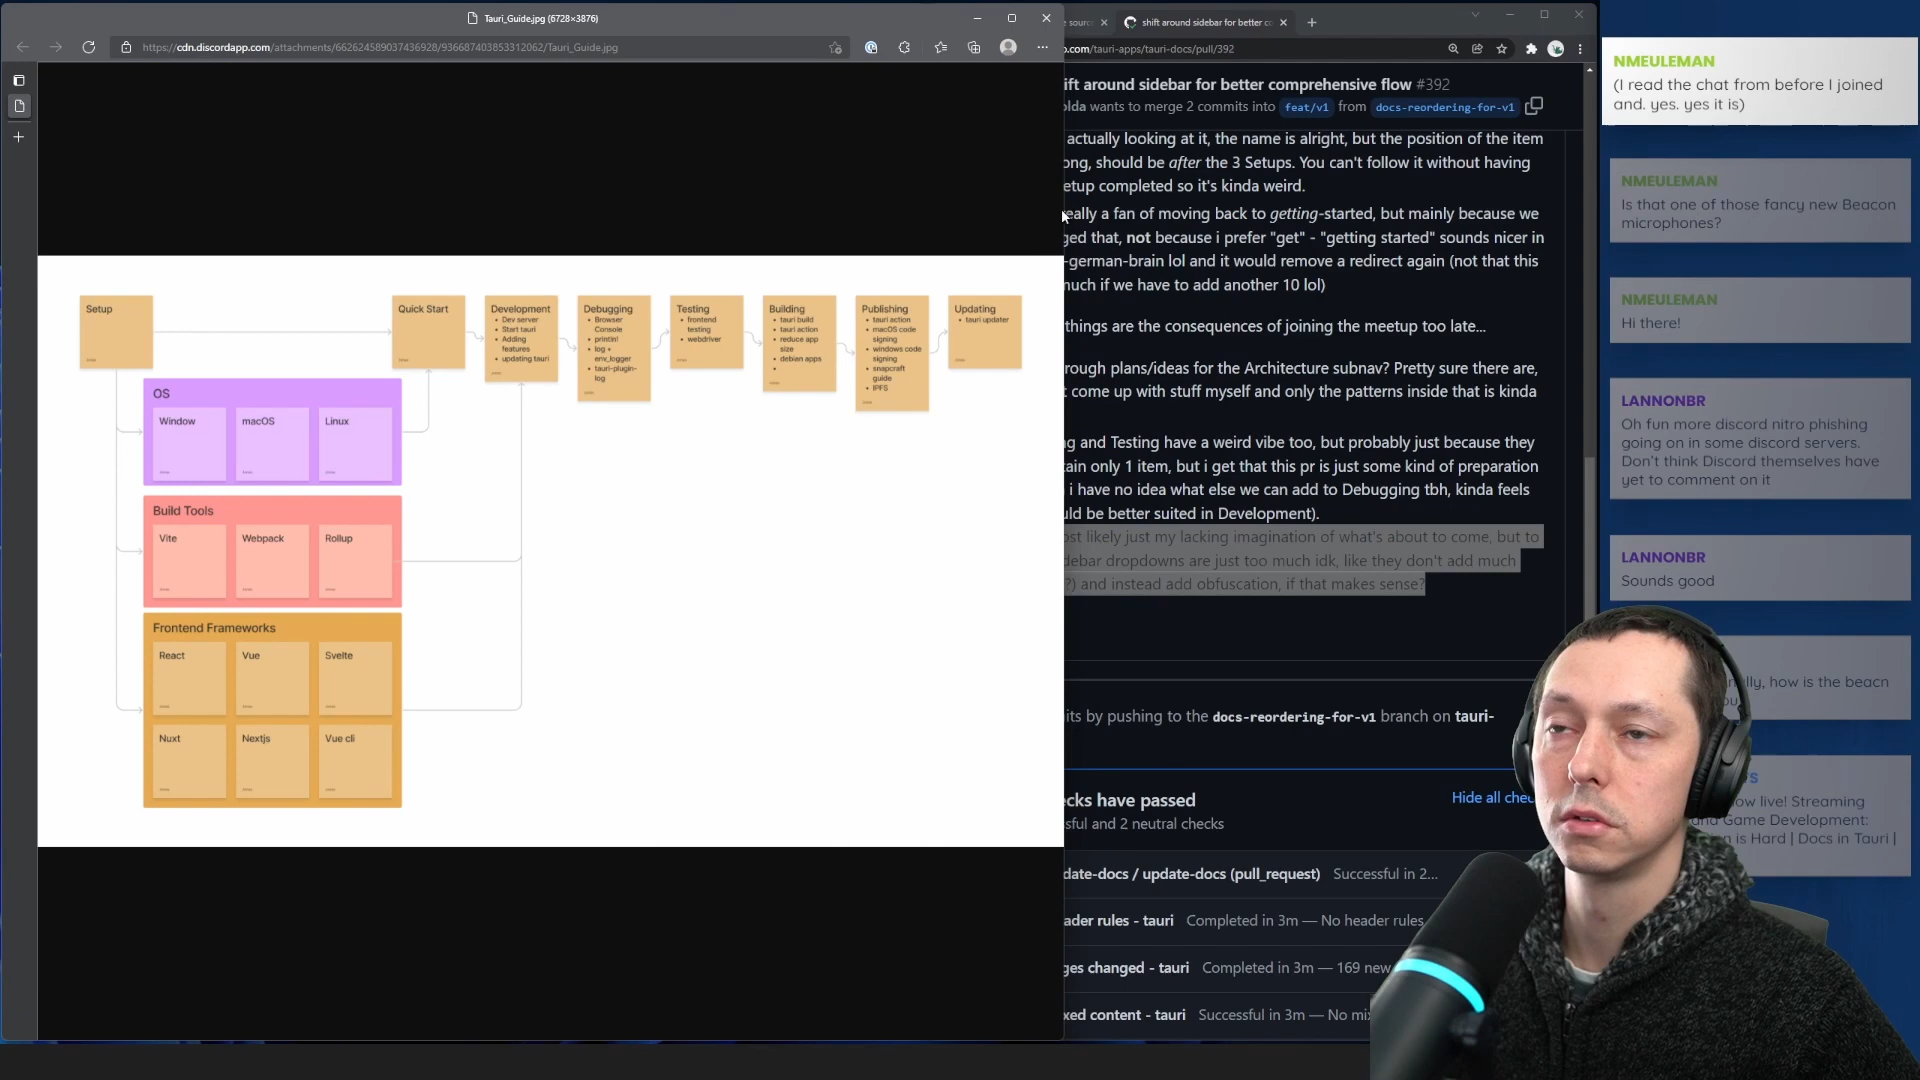 Tauri_Guide.jpg (6728×3876)
https://cdn.discordapp.com/attachments/662624589037436928/936687403853312062/Tauri_Guide.jpg
Setup
Quick Start
Development
• Dev server
• Start tauri
• Adding
features
• updating tauri
Debugging
• Browser
Console
• println!
• log +
env_logger
• tauri-plugin-
log
Testing
• frontend
testing
• webdriver
Building
• tauri build
• tauri action
• reduce app
size
• debien apps
•
Publishing
• tauri action
• macOS code
signing
• windows code
signing
• snapcraft
guide
• IPFS
Updating
• tauri updater
OS
Window
macOS
Linux
Build Tools
Vite
Webpack
Rollup
Frontend Frameworks
React
Vue
Svelte
Nuxt
Nextjs
Vue cli
shift around sidebar for better
.com/tauri-apps/tauri-docs/pull/392
ift around sidebar for better comprehensive flow #392
olda wants to merge 2 commits into feat/v1 from docs-reordering-for-v1
actually looking at it, the name is alright, but the position of the item
ong, should be after the 3 Setups. You can't follow it without having
etup completed so it's kinda weird.
eally a fan of moving back to getting-started, but mainly because we
ged that, not because i prefer "get" - "getting started" sounds nicer in
-german-brain lol and it would remove a redirect again (not that this
much if we have to add another 10 lol)
things are the consequences of joining the meetup too late...
rough plans/ideas for the Architecture subnav? Pretty sure there are,
t come up with stuff myself and only the patterns inside that is kinda
g and Testing have a weird vibe too, but probably just because they
tain only 1 item, but i get that this pr is just some kind of preparation
i have no idea what else we can add to Debugging tbh, kinda feels
uld be better suited in Development).
ost likely just my lacking imagination of what's about to come, but to
debar dropdowns are just too much idk, like they don't add much
?) and instead add obfuscation, if that makes sense?
its by pushing to the docs-reordering-for-v1 branch on tauri-
cks have passed
Hide all chec
sful and 2 neutral checks
date-docs / update-docs (pull_request) Successful in 2...
ader rules - tauri Completed in 3m — No header rules
ges changed - tauri Completed in 3m — 169 new
xed content - tauri Successful in 3m — No mix
NMEULEMAN
(I read the chat from before I joined
and. yes. yes it is)
NMEULEMAN
Is that one of those fancy new Beacon
microphones?
NMEULEMAN
Hi there!
LANNONBR
Oh fun more discord nitro phishing
going on in some discord servers.
Don't think Discord themselves have
yet to comment on it
LANNONBR
Sounds good
lly, how is the beacn
ou
S
ow live! Streaming
and Game Development:
n is Hard | Docs in Tauri |